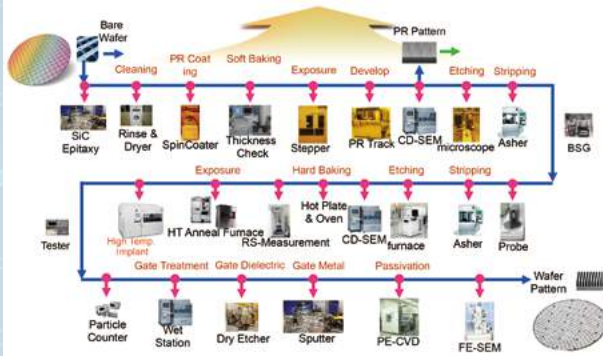 Bare
Wafer
PR Pattern
Cleaning
PR Coat
ing
Soft Baking
Exposure
Develop
Etching
Stripping
SiC
Epitaxy
Rinse &
Dryer
SpinCoater
Thickness
Check
Stepper
PR Track
CD-SEM
microscope
Asher
BSG
Exposure
Hard Baking
Etching
Stripping
Tester
High Temp.
Implant
HT Anneal Furnace
RS-Measurement
Hot Plate
& Oven
CD-SEM
furnace
Asher
Probe
Gate Treatment
Gate Dielectric
Gate Metal
Passivation
Wafer
Pattern
Particle
Counter
Wet
Station
Dry Etcher
Sputter
PE-CVD
FE-SEM